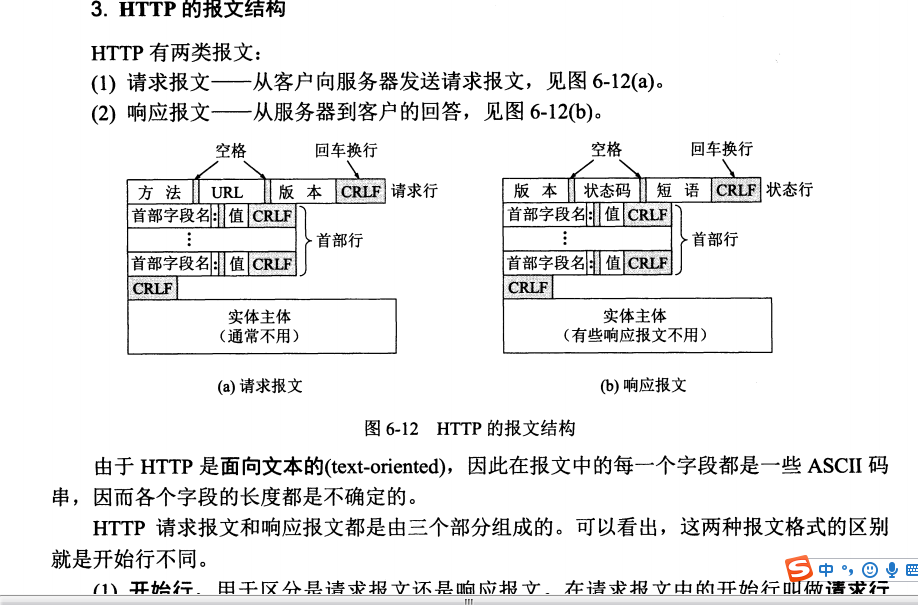 3. HTTP 的报文结构
HTTP 有两类报文：
(1) 请求报文——从客户向服务器发送请求报文，见图 6-12(a)。
(2) 响应报文——从服务器到客户的回答，见图 6-12(b)。
空格 回车换行
方 法 URL 版 本 CRLF 请求行
首部字段名: 值 CRLF
⋮ 首部行
首部字段名: 值 CRLF
CRLF
实体主体
（通常不用）
(a) 请求报文
空格 回车换行
版 本 状态码 短 语 CRLF 状态行
首部字段名: 值 CRLF
⋮ 首部行
首部字段名: 值 CRLF
CRLF
实体主体
（有些响应报文不用）
(b) 响应报文
图 6-12 HTTP 的报文结构
由于 HTTP 是面向文本的(text-oriented)，因此在报文中的每一个字段都是一些 ASCII 码
串，因而各个字段的长度都是不确定的。
HTTP 请求报文和响应报文都是由三个部分组成的。可以看出，这两种报文格式的区别
就是开始行不同。
(1) 开始行，用于区分是请求报文还是响应报文。在请求报文中的开始行叫做请求行
S 中